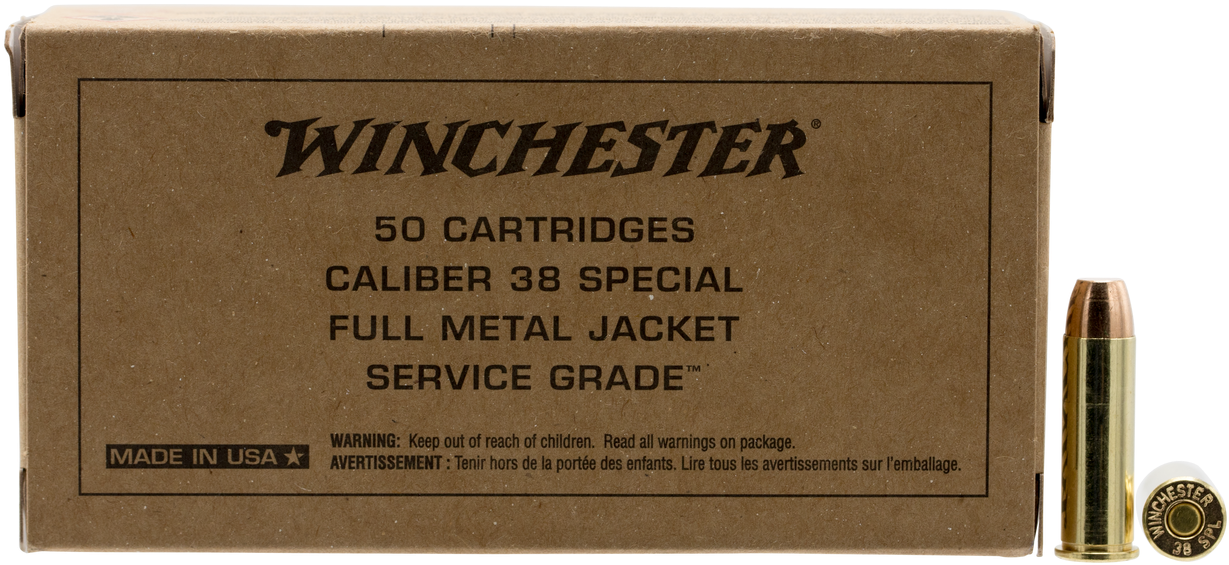 WINCHESTER®
50 CARTRIDGES
CALIBER 38 SPECIAL
FULL METAL JACKET
SERVICE GRADE™
MADE IN USA ★
WARNING: Keep out of reach of children. Read all warnings on package.
AVERTISSEMENT : Tenir hors de la portée des enfants. Lire tous les avertissements sur l'emballage.
WINCHESTER
38 SPL